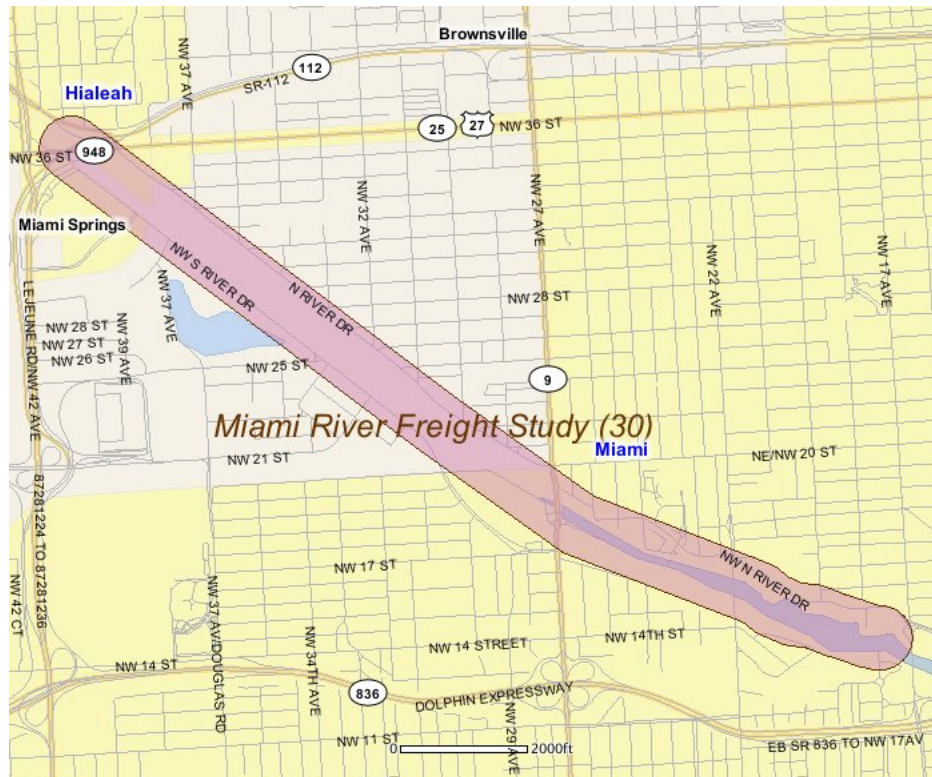 Brownsville
NW 37 AVE
112
SR-112
Hialeah
25
27
NW 36 ST
NW 36 ST
948
NW 32 AVE
NW 27 AVE
Miami Springs
NW 22 AVE
NW 17 AVE
NW S RIVER DR
N RIVER DR
NW 37 AVE
LEJEUNE RD/NW 42 AVE
NW 28 ST
NW 28 ST
NW 27 ST
NW 39 AVE
NW 26 ST
NW 25 ST
9
Miami River Freight Study (30)
Miami
NW 21 ST
NE/NW 20 ST
87281224 TO 87281236
NW 17 ST
NW N RIVER DR
NW 42 CT
NW 37 AV/DOUGLAS RD
NW 34TH AVE
NW 14 STREET
NW 14TH ST
NW 14 ST
836
DOLPHIN EXPRESSWAY
NW 29 AVE
NW 11 ST
0
2000ft
EB SR 836 TO NW 17AV